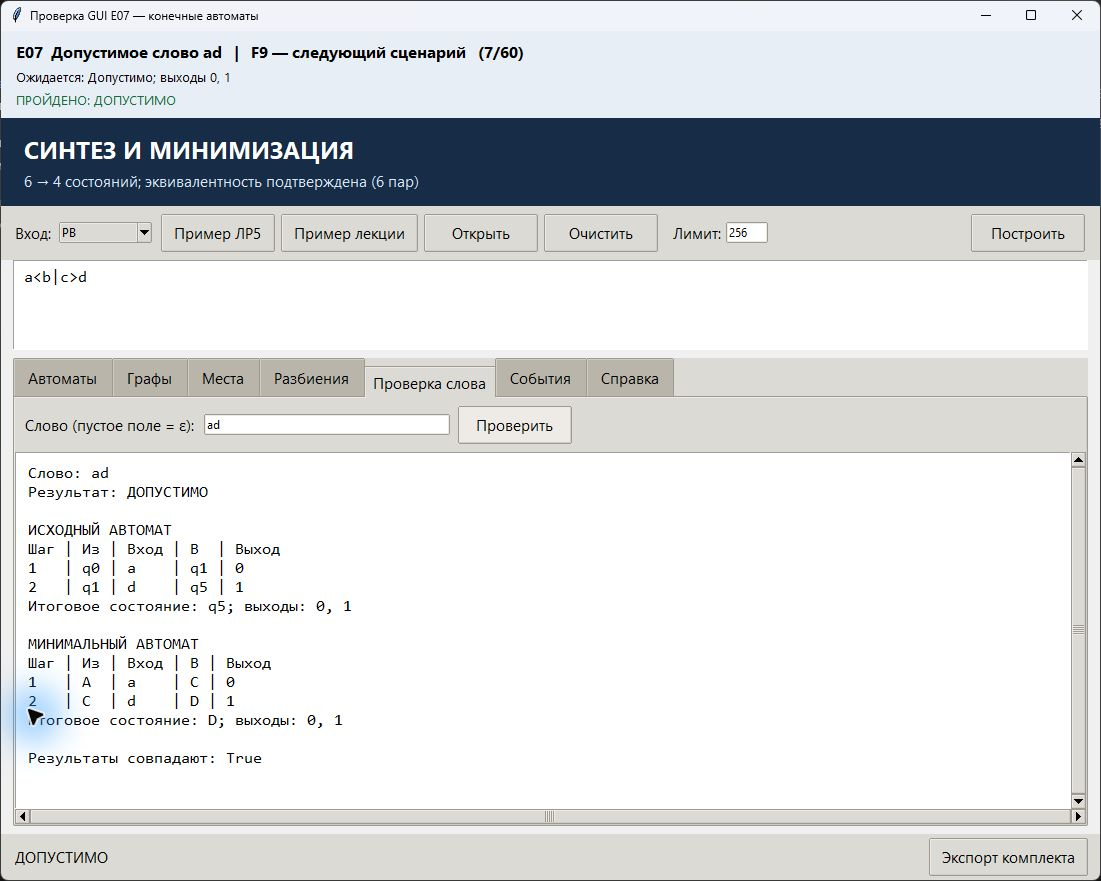 Проверка GUI E07 — конечные автоматы
E07 Допустимое слово ad | F9 — следующий сценарий (7/60)
Ожидается: Допустимо; выходы 0, 1
ПРОЙДЕНО: ДОПУСТИМО
СИНТЕЗ И МИНИМИЗАЦИЯ
6 → 4 состояний; эквивалентность подтверждена (6 пар)
Вход: РВ Пример ЛР5 Пример лекции Открыть Очистить Лимит: 256 Построить
a<b|c>d
Автоматы Графы Места Разбиения Проверка слова События Справка
Слово (пустое поле = ε): ad Проверить
Слово: ad
Результат: ДОПУСТИМО
ИСХОДНЫЙ АВТОМАТ
Шаг | Из | Вход | В | Выход
1 | q0 | a | q1 | 0
2 | q1 | d | q5 | 1
Итоговое состояние: q5; выходы: 0, 1
МИНИМАЛЬНЫЙ АВТОМАТ
Шаг | Из | Вход | В | Выход
1 | A | a | C | 0
2 | C | d | D | 1
Итоговое состояние: D; выходы: 0, 1
Результаты совпадают: True
ДОПУСТИМО Экспорт комплекта